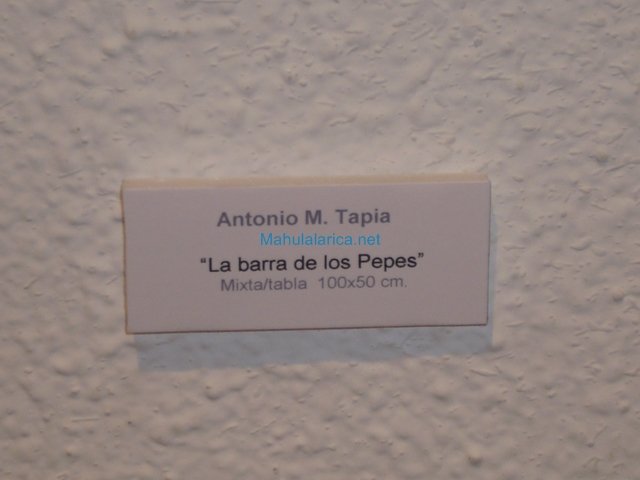 Antonio M. Tapia
Mahulalarica.net
“La barra de los Pepes”
Mixta/tabla 100x50 cm.